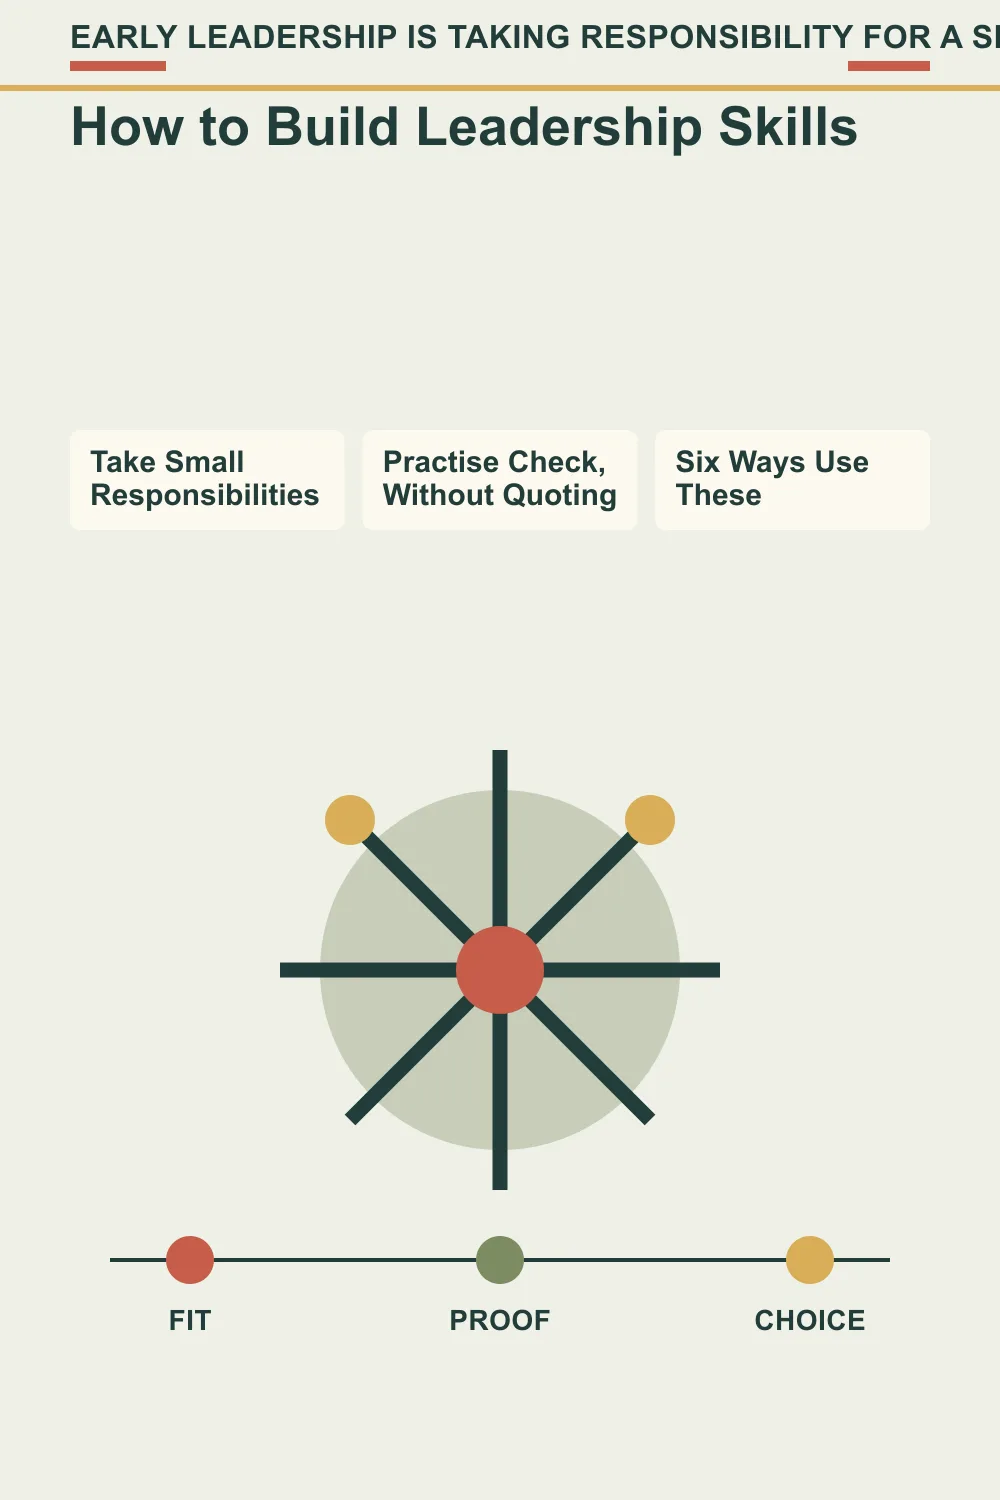 EARLY LEADERSHIP IS TAKING RESPONSIBILITY FOR A
How to Build Leadership Skills
Take Small
Responsibilities
Practise Check,
Without Quoting
Six Ways Use
These
FIT
PROOF
CHOICE